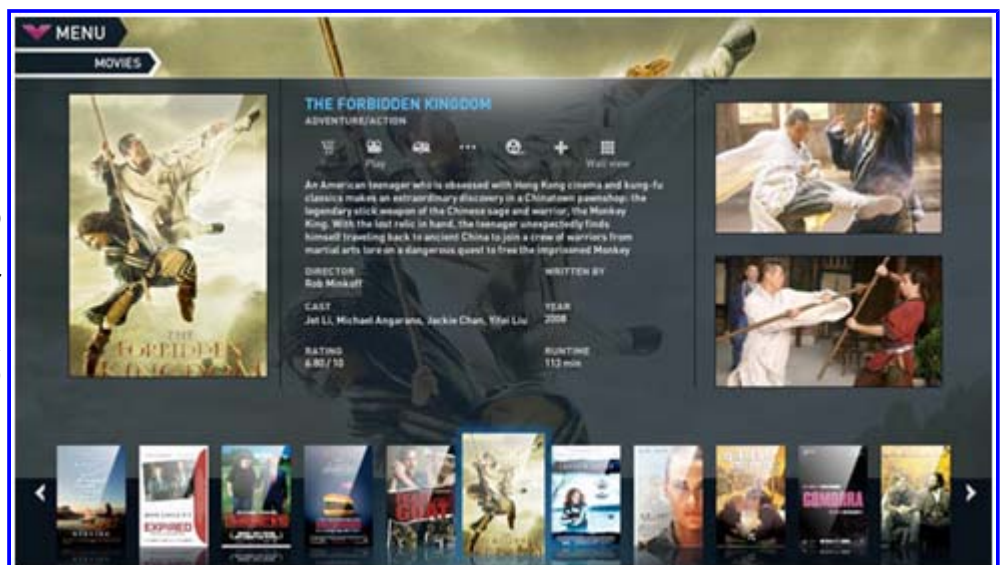 MENU
MOVIES
THE FORBIDDEN KINGDOM
ADVENTURE/ACTION
Play
Wall view
An American teenager who is obsessed with Hong Kong cinema and kung-fu
classics makes an extraordinary discovery in a Chinatown pawnshop: the
legendary stick weapon of the Chinese sage and warrior, the Monkey
King. With the lost relic in hand, the teenager unexpectedly finds
himself traveling back to ancient China to join a crew of warriors from
martial arts lore on a dangerous quest to free the imprisoned Monkey
DIRECTOR
Rob Minkoff
WRITTEN BY
CAST
Jet Li, Michael Angarano, Jackie Chan, Yifei Liu
YEAR
2008
RATING
6.80 / 10
RUNTIME
113 min
THE
FORBIDDEN
KINGDOM
EXPIRED
GOAT
GOMORRA